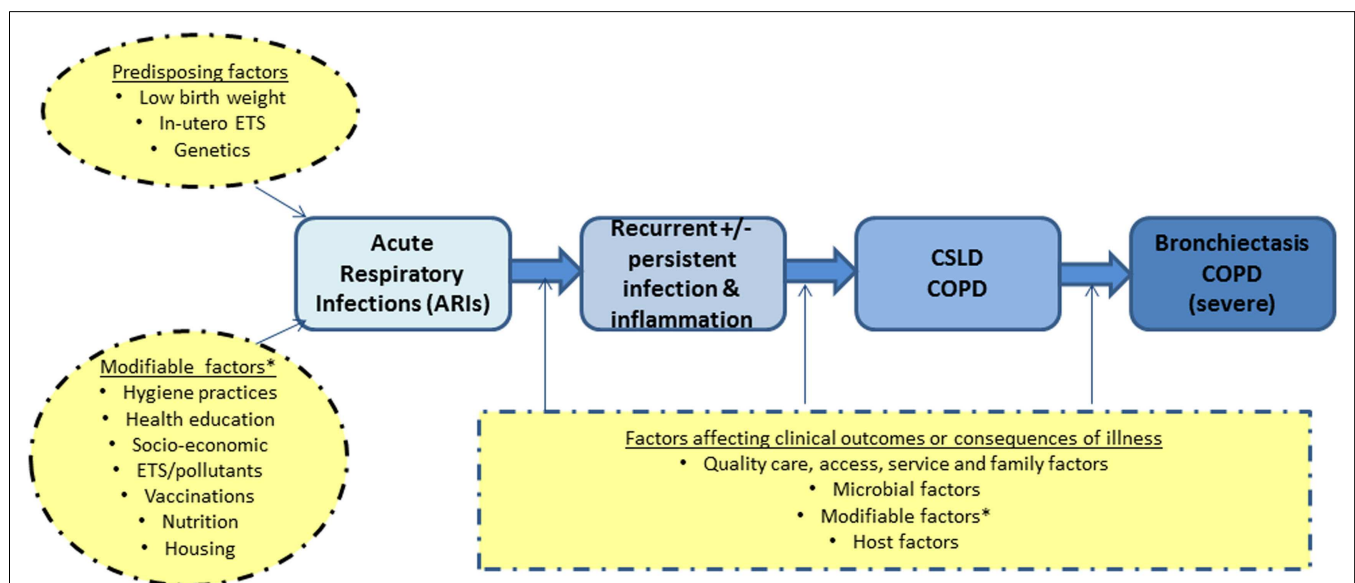 Predisposing factors
• Low birth weight
• In-utero ETS
• Genetics
Acute
Respiratory
Infections (ARIs)
Recurrent +/-
persistent
infection &
inflammation
CSLD
COPD
Bronchiectasis
COPD
(severe)
Modifiable factors*
• Hygiene practices
• Health education
• Socio-economic
• ETS/pollutants
• Vaccinations
• Nutrition
• Housing
Factors affecting clinical outcomes or consequences of illness
• Quality care, access, service and family factors
• Microbial factors
• Modifiable factors*
• Host factors